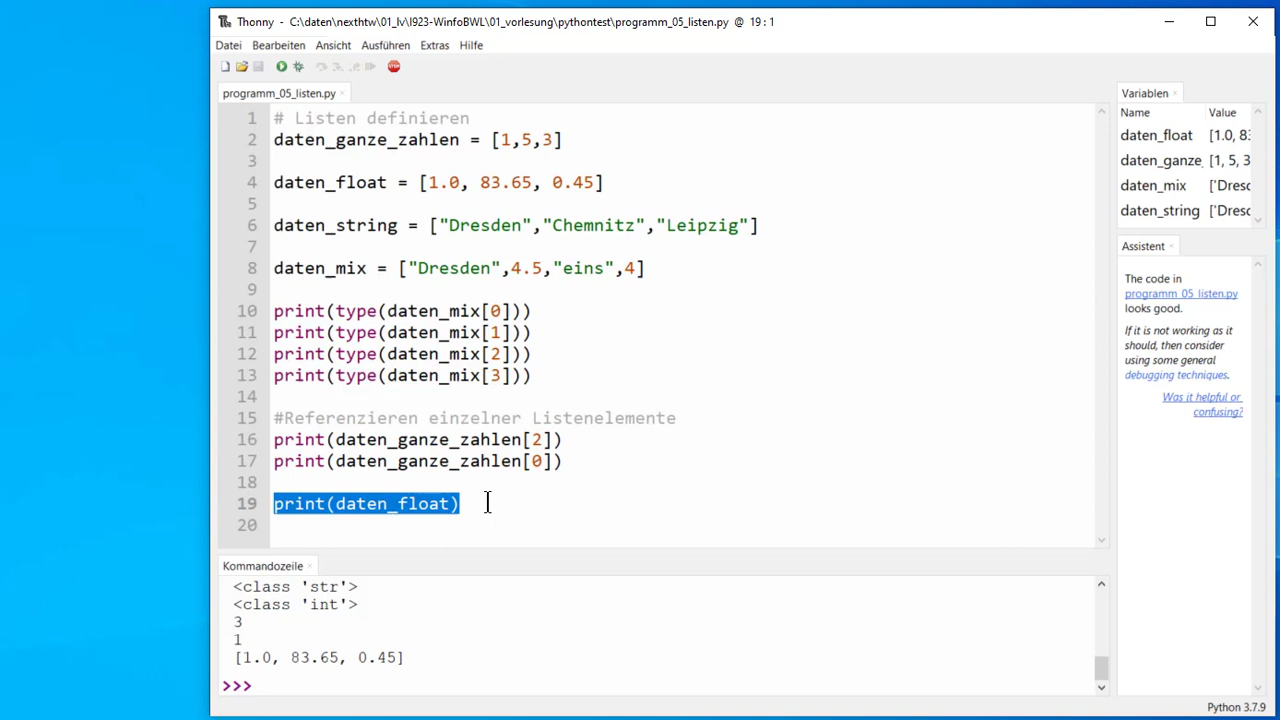 Thonny - C:\daten\nexthtw\01_lv\I923-WinfoBWL\01_vorlesung\pythontest\programm_05_listen.py @ 19 : 1
Datei Bearbeiten Ansicht Ausführen Extras Hilfe
programm_05_listen.py
1 # Listen definieren
2 daten_ganze_zahlen = [1,5,3]
3
4 daten_float = [1.0, 83.65, 0.45]
5
6 daten_string = ["Dresden","Chemnitz","Leipzig"]
7
8 daten_mix = ["Dresden",4.5,"eins",4]
9
10 print(type(daten_mix[0]))
11 print(type(daten_mix[1]))
12 print(type(daten_mix[2]))
13 print(type(daten_mix[3]))
14
15 #Referenzieren einzelner Listenelemente
16 print(daten_ganze_zahlen[2])
17 print(daten_ganze_zahlen[0])
18
19 print(daten_float)
20
Kommandozeile
<class 'str'>
<class 'int'>
3
1
[1.0, 83.65, 0.45]
>>>
Variablen
Name Value
daten_float [1.0, 83
daten_ganze_ [1, 5, 3
daten_mix ['Dresd
daten_string ['Dresd
Assistent
The code in
programm_05_listen.py
looks good.
If it is not working as it
should, then consider
using some general
debugging techniques.
Was it helpful or
confusing?
Python 3.7.9